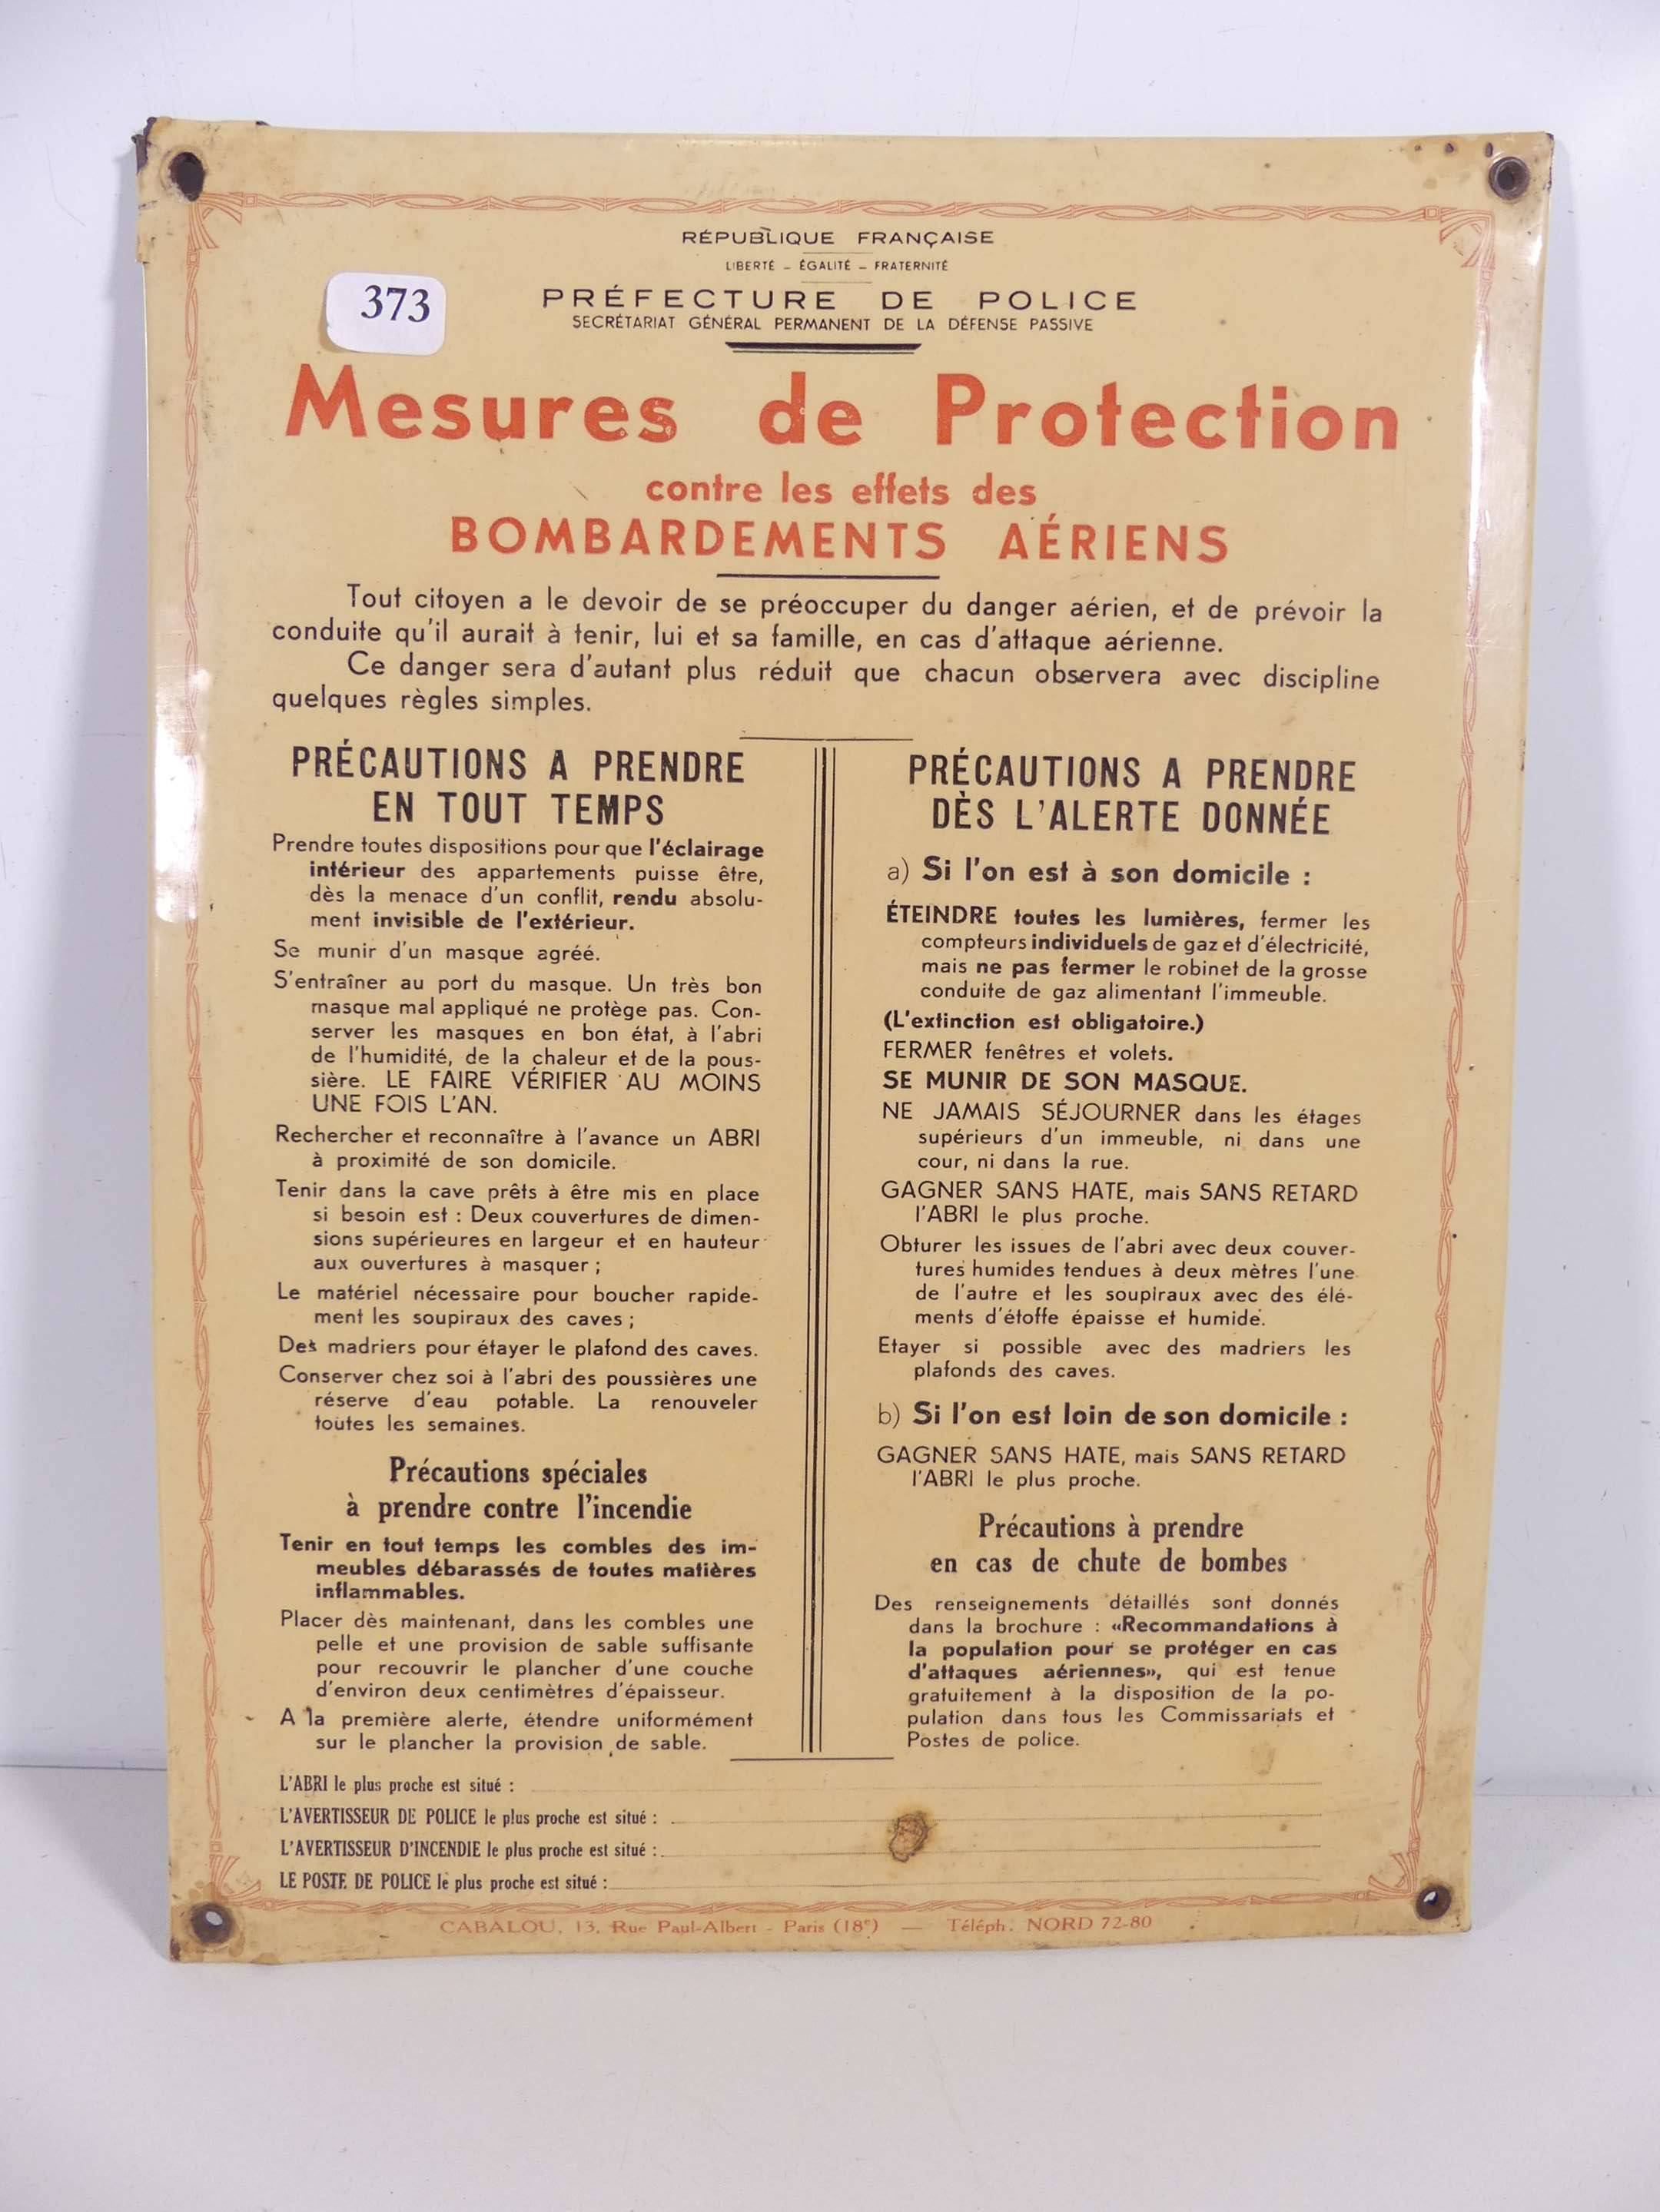 RÉPUBLIQUE FRANÇAISE
LIBERTÉ – ÉGALITÉ – FRATERNITÉ
373
PRÉFECTURE DE POLICE
SECRÉTARIAT GÉNÉRAL PERMANENT DE LA DÉFENSE PASSIVE
Mesures de Protection
contre les effets des
BOMBARDEMENTS AÉRIENS
Tout citoyen a le devoir de se préoccuper du danger aérien, et de prévoir la
conduite qu'il aurait à tenir, lui et sa famille, en cas d'attaque aérienne.
Ce danger sera d'autant plus réduit que chacun observera avec discipline
quelques règles simples.
PRÉCAUTIONS A PRENDRE
EN TOUT TEMPS
Prendre toutes dispositions pour que l'éclairage
intérieur des appartements puisse être,
dès la menace d'un conflit, rendu absolu-
ment invisible de l'extérieur.
Se munir d'un masque agréé.
S'entraîner au port du masque. Un très bon
masque mal appliqué ne protège pas. Con-
server les masques en bon état, à l'abri
de l'humidité, de la chaleur et de la pous-
sière. LE FAIRE VÉRIFIER AU MOINS
UNE FOIS L'AN.
Rechercher et reconnaître à l'avance un ABRI
à proximité de son domicile.
Tenir dans la cave prêts à être mis en place
si besoin est : Deux couvertures de dimen-
sions supérieures en largeur et en hauteur
aux ouvertures à masquer ;
Le matériel nécessaire pour boucher rapide-
ment les soupiraux des caves ;
Des madriers pour étayer le plafond des caves.
Conserver chez soi à l'abri des poussières une
réserve d'eau potable. La renouveler
toutes les semaines.
Précautions spéciales
à prendre contre l'incendie
Tenir en tout temps les combles des im-
meubles débarassés de toutes matières
inflammables.
Placer dès maintenant, dans les combles une
pelle et une provision de sable suffisante
pour recouvrir le plancher d'une couche
d'environ deux centimètres d'épaisseur.
A la première alerte, étendre uniformément
sur le plancher la provision de sable.
PRÉCAUTIONS A PRENDRE
DÈS L'ALERTE DONNÉE
a) Si l'on est à son domicile :
ÉTEINDRE toutes les lumières, fermer les
compteurs individuels de gaz et d'électricité,
mais ne pas fermer le robinet de la grosse
conduite de gaz alimentant l'immeuble.
(L'extinction est obligatoire.)
FERMER fenêtres et volets.
SE MUNIR DE SON MASQUE.
NE JAMAIS SÉJOURNER dans les étages
supérieurs d'un immeuble, ni dans une
cour, ni dans la rue.
GAGNER SANS HATE, mais SANS RETARD
l'ABRI le plus proche.
Obturer les issues de l'abri avec deux couver-
tures humides tendues à deux mètres l'une
de l'autre et les soupiraux avec des élé-
ments d'étoffe épaisse et humide.
Etayer si possible avec des madriers les
plafonds des caves.
b) Si l'on est loin de son domicile :
GAGNER SANS HATE, mais SANS RETARD
l'ABRI le plus proche.
Précautions à prendre
en cas de chute de bombes
Des renseignements détaillés sont donnés
dans la brochure : «Recommandations à
la population pour se protéger en cas
d'attaques aériennes», qui est tenue
gratuitement à la disposition de la po-
pulation dans tous les Commissariats et
Postes de police.
L'ABRI le plus proche est situé :
L'AVERTISSEUR DE POLICE le plus proche est situé :
L'AVERTISSEUR D'INCENDIE le plus proche est situé :
LE POSTE DE POLICE le plus proche est situé :
CABALOU, 13, Rue Paul-Albert - Paris (18e) — Téléph. NORD 72-80